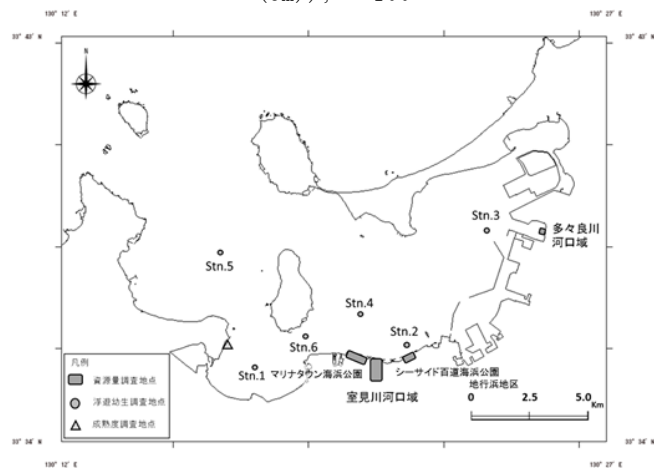 130° 12′ E
130° 27′ E
33° 43′ N
33° 43′ N
N
Stn.3
多々良川
河口域
Stn.5
Stn.4
Stn.2
Stn.6
Stn.1
マリナタウン海浜公園
シーサイド百道海浜公園
地行浜地区
室見川河口域
凡例
資源量調査地点
浮遊幼生調査地点
成熟度調査地点
0
2.5
5.0
Km
33° 34′ N
33° 34′ N
130° 12′ E
130° 27′ E